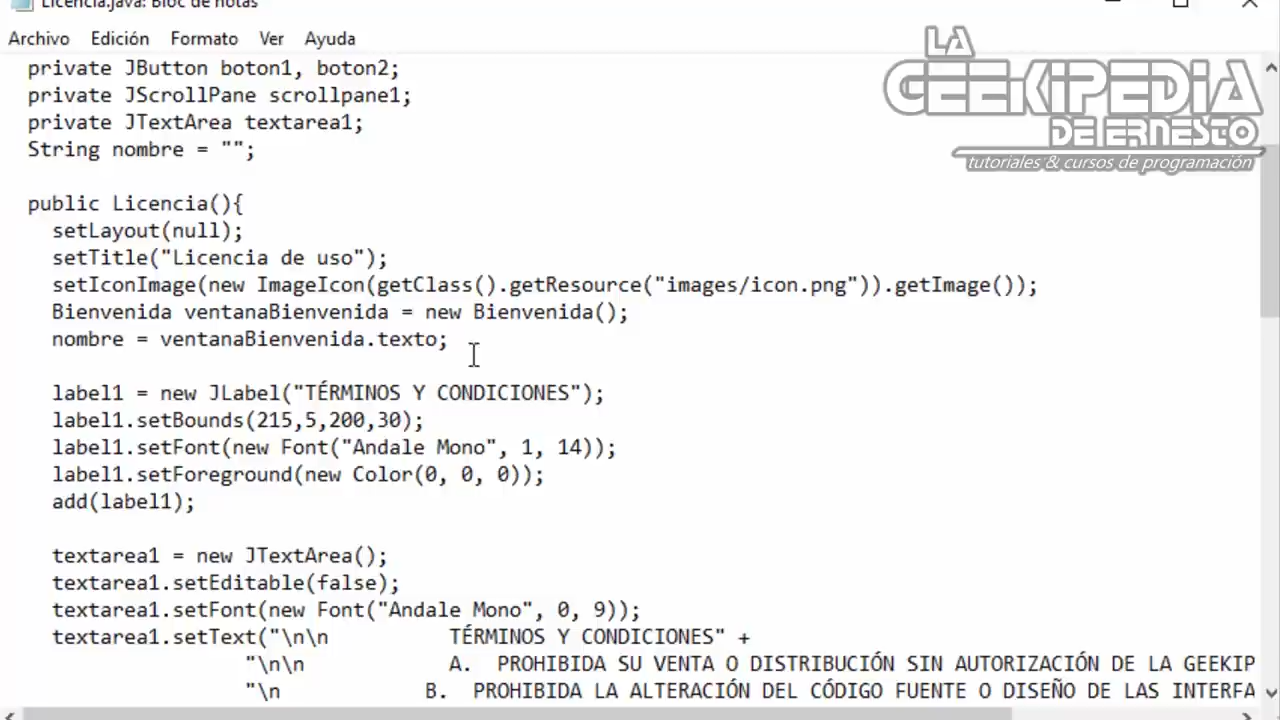 Licencia.java: Bloc de notas
Archivo Edición Formato Ver Ayuda
LA
GEEKIPEDIA
DE ERNESTO
tutoriales & cursos de programación
private JButton boton1, boton2;
private JScrollPane scrollpane1;
private JTextArea textarea1;
String nombre = "";
public Licencia(){
setLayout(null);
setTitle("Licencia de uso");
setIconImage(new ImageIcon(getClass().getResource("images/icon.png")).getImage());
Bienvenida ventanaBienvenida = new Bienvenida();
nombre = ventanaBienvenida.texto;
label1 = new JLabel("TÉRMINOS Y CONDICIONES");
label1.setBounds(215,5,200,30);
label1.setFont(new Font("Andale Mono", 1, 14));
label1.setForeground(new Color(0, 0, 0));
add(label1);
textarea1 = new JTextArea();
textarea1.setEditable(false);
textarea1.setFont(new Font("Andale Mono", 0, 9));
textarea1.setText("\n\n          TÉRMINOS Y CONDICIONES" +
"\n\n            A.  PROHIBIDA SU VENTA O DISTRIBUCIÓN SIN AUTORIZACIÓN DE LA GEEKIP
"\n            B.  PROHIBIDA LA ALTERACIÓN DEL CÓDIGO FUENTE O DISEÑO DE LAS INTERFA